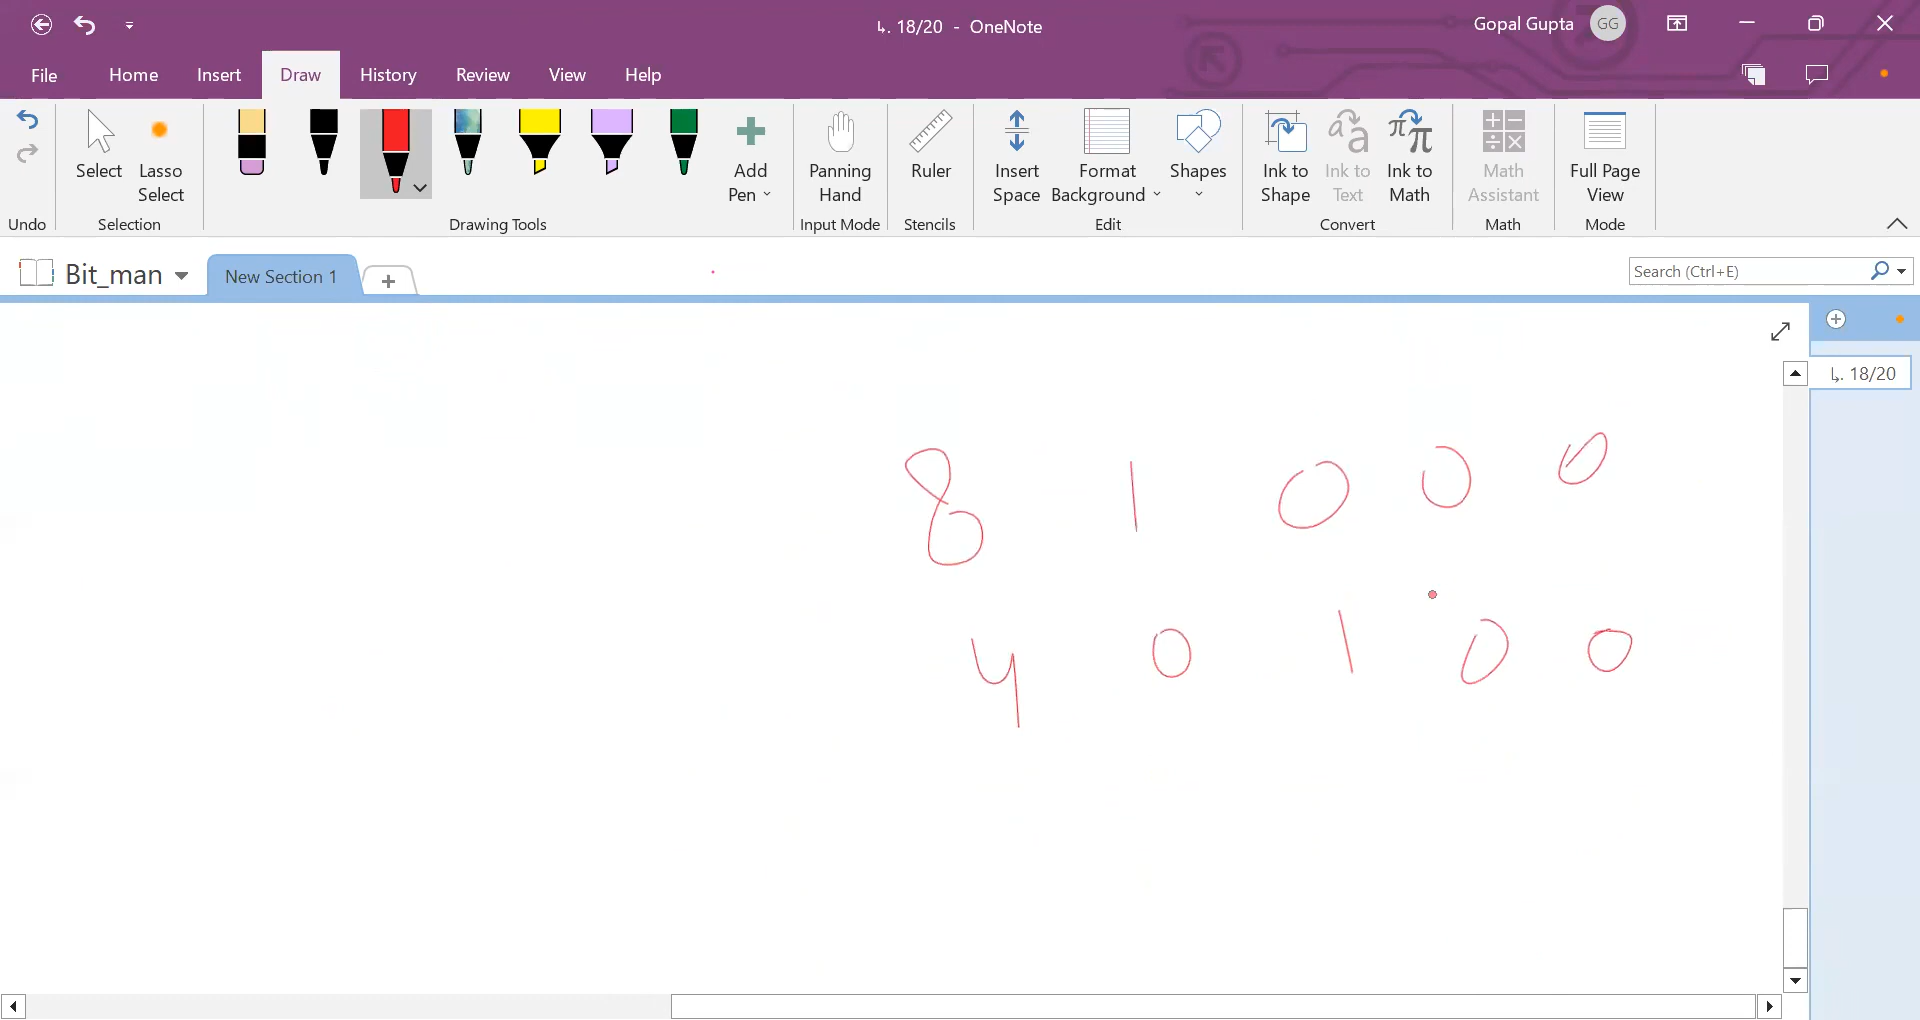 ↳. 18/20 - OneNote
Gopal Gupta GG
File Home Insert Draw History Review View Help
Select
Lasso Select
Add Pen
Panning Hand
Ruler
Insert Space
Format Background
Shapes
Ink to Shape
Ink to Text
Ink to Math
Math Assistant
Full Page View
Undo Selection Drawing Tools Input Mode Stencils Edit Convert Math Mode
Bit_man New Section 1 + Search (Ctrl+E)
↳. 18/20
8 1 0 0 0
4 0 1 0 0